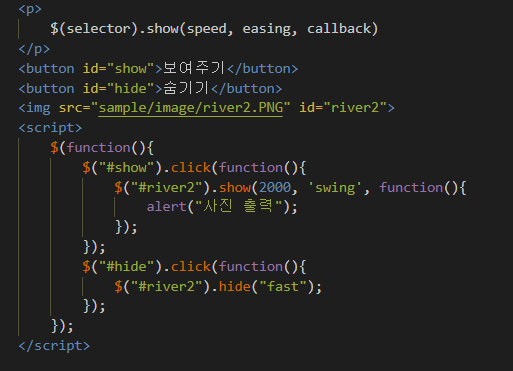 <p>
$(selector).show(speed, easing, callback)
</p>
<button id="show">보여주기</button>
<button id="hide">숨기기</button>
<img src="sample/image/river2.PNG" id="river2">
<script>
$(function(){
$("#show").click(function(){
$("#river2").show(2000, 'swing', function(){
alert("사진 출력");
});
});
$("#hide").click(function(){
$("#river2").hide("fast");
});
});
</script>